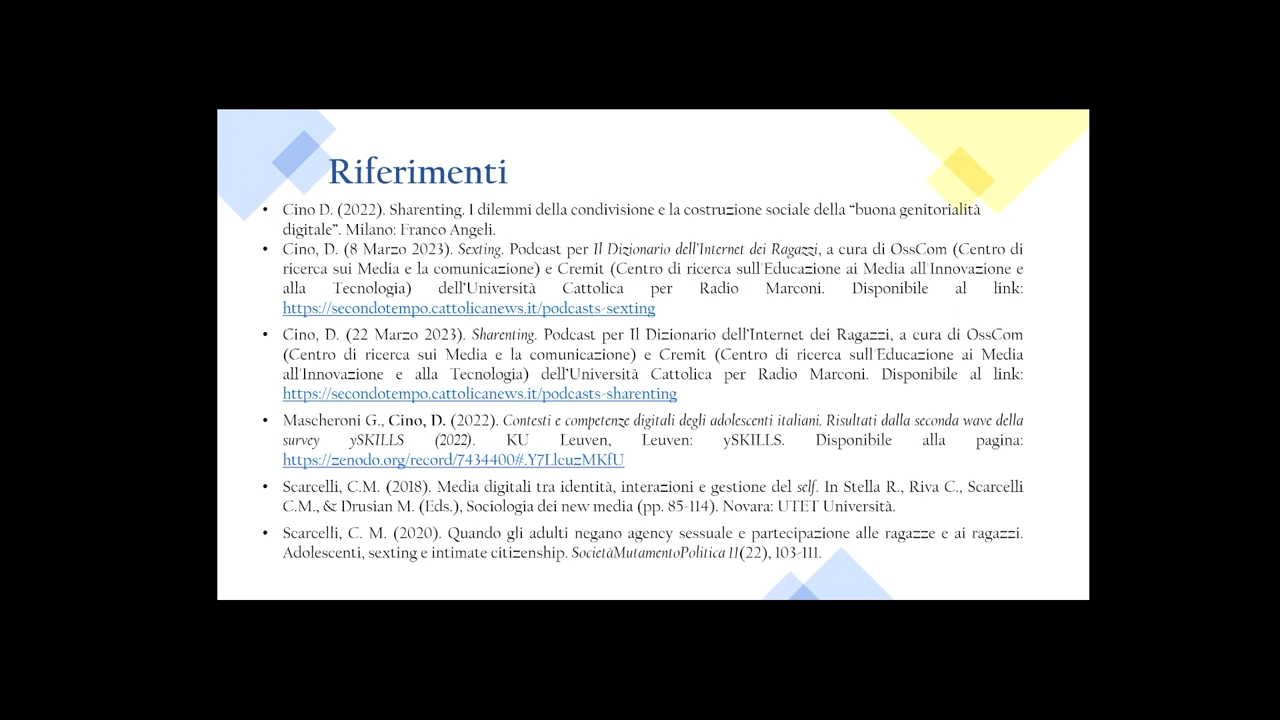 Riferimenti
• Cino D. (2022). Sharenting. I dilemmi della condivisione e la costruzione sociale della “buona genitorialità
digitale”. Milano: Franco Angeli.
• Cino, D. (8 Marzo 2023). Sexting. Podcast per Il Dizionario dell’Internet dei Ragazzi, a cura di OssCom (Centro di
ricerca sui Media e la comunicazione) e Cremit (Centro di ricerca sull'Educazione ai Media all'Innovazione e
alla Tecnologia) dell’Università Cattolica per Radio Marconi. Disponibile al link:
https://secondotempo.cattolicanews.it/podcasts-sexting
• Cino, D. (22 Marzo 2023). Sharenting. Podcast per Il Dizionario dell’Internet dei Ragazzi, a cura di OssCom
(Centro di ricerca sui Media e la comunicazione) e Cremit (Centro di ricerca sull'Educazione ai Media
all'Innovazione e alla Tecnologia) dell’Università Cattolica per Radio Marconi. Disponibile al link:
https://secondotempo.cattolicanews.it/podcasts-sharenting
• Mascheroni G., Cino, D. (2022). Contesti e competenze digitali degli adolescenti italiani. Risultati dalla seconda wave della
survey ySKILLS (2022). KU Leuven, Leuven: ySKILLS. Disponibile alla pagina:
https://zenodo.org/record/7434400#.Y7LlcuzMKfU
• Scarcelli, C.M. (2018). Media digitali tra identità, interazioni e gestione del self. In Stella R., Riva C., Scarcelli
C.M., & Drusian M. (Eds.), Sociologia dei new media (pp. 85-114). Novara: UTET Università.
• Scarcelli, C. M. (2020). Quando gli adulti negano agency sessuale e partecipazione alle ragazze e ai ragazzi.
Adolescenti, sexting e intimate citizenship. SocietàMutamentoPolitica 11(22), 103-111.